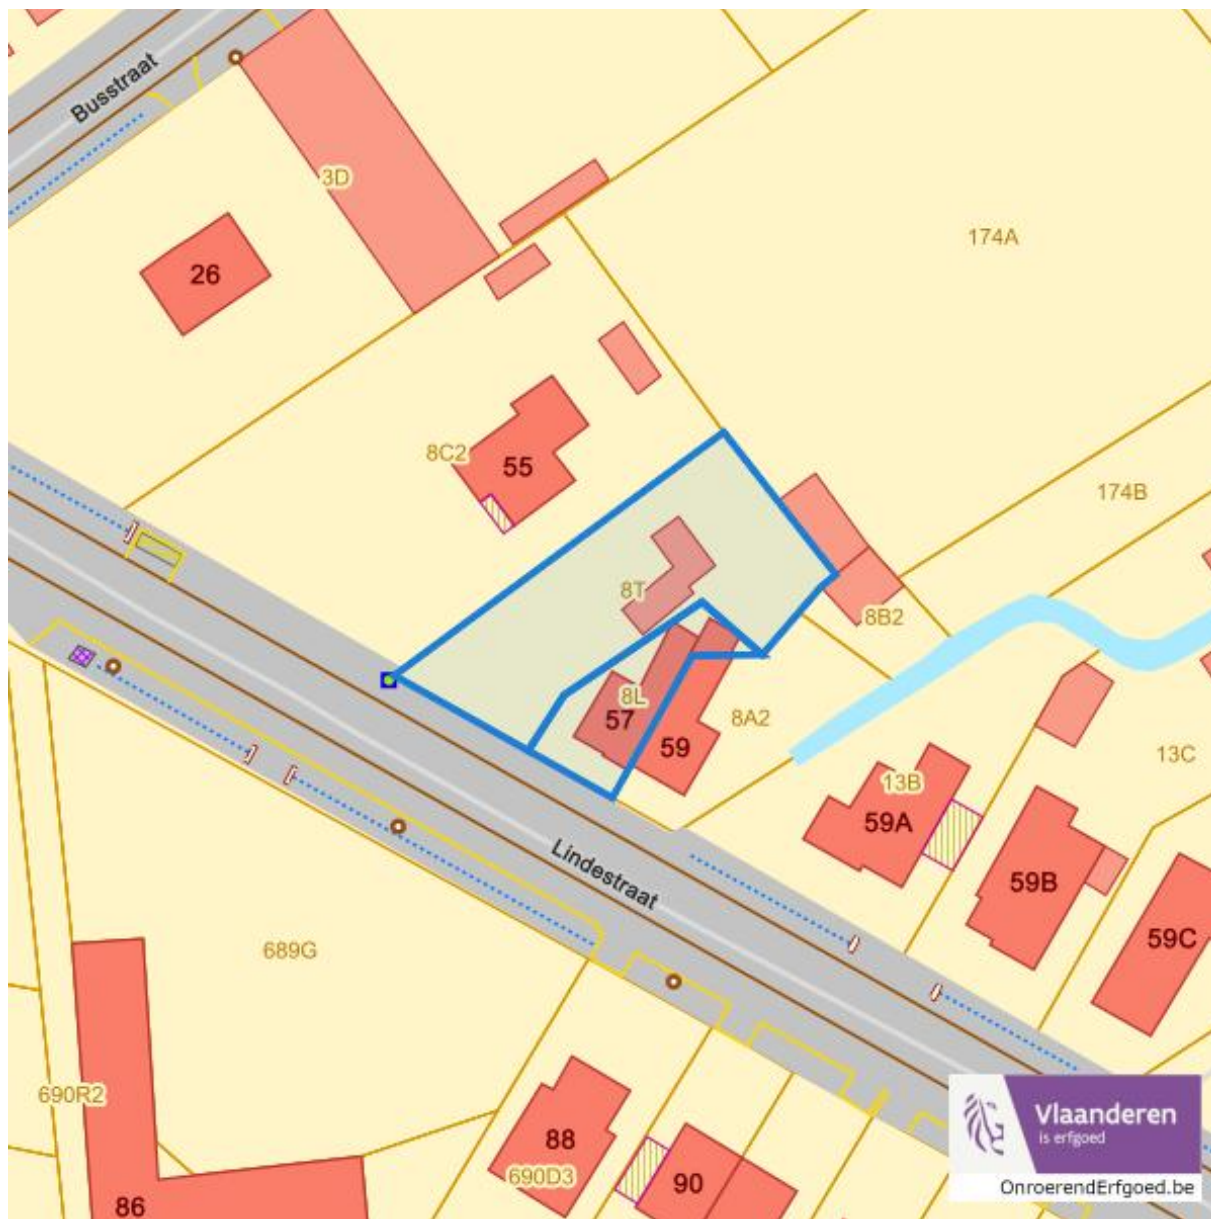 Busstraat
3D
26
174A
8C2
55
174B
8T
8B2
8L
57
8A2
59
13C
13B
59A
59B
59C
Lindestraat
689G
690R2
88
690D3
90
86
Vlaanderen
is erfgoed
OnroerendErfgoed.be